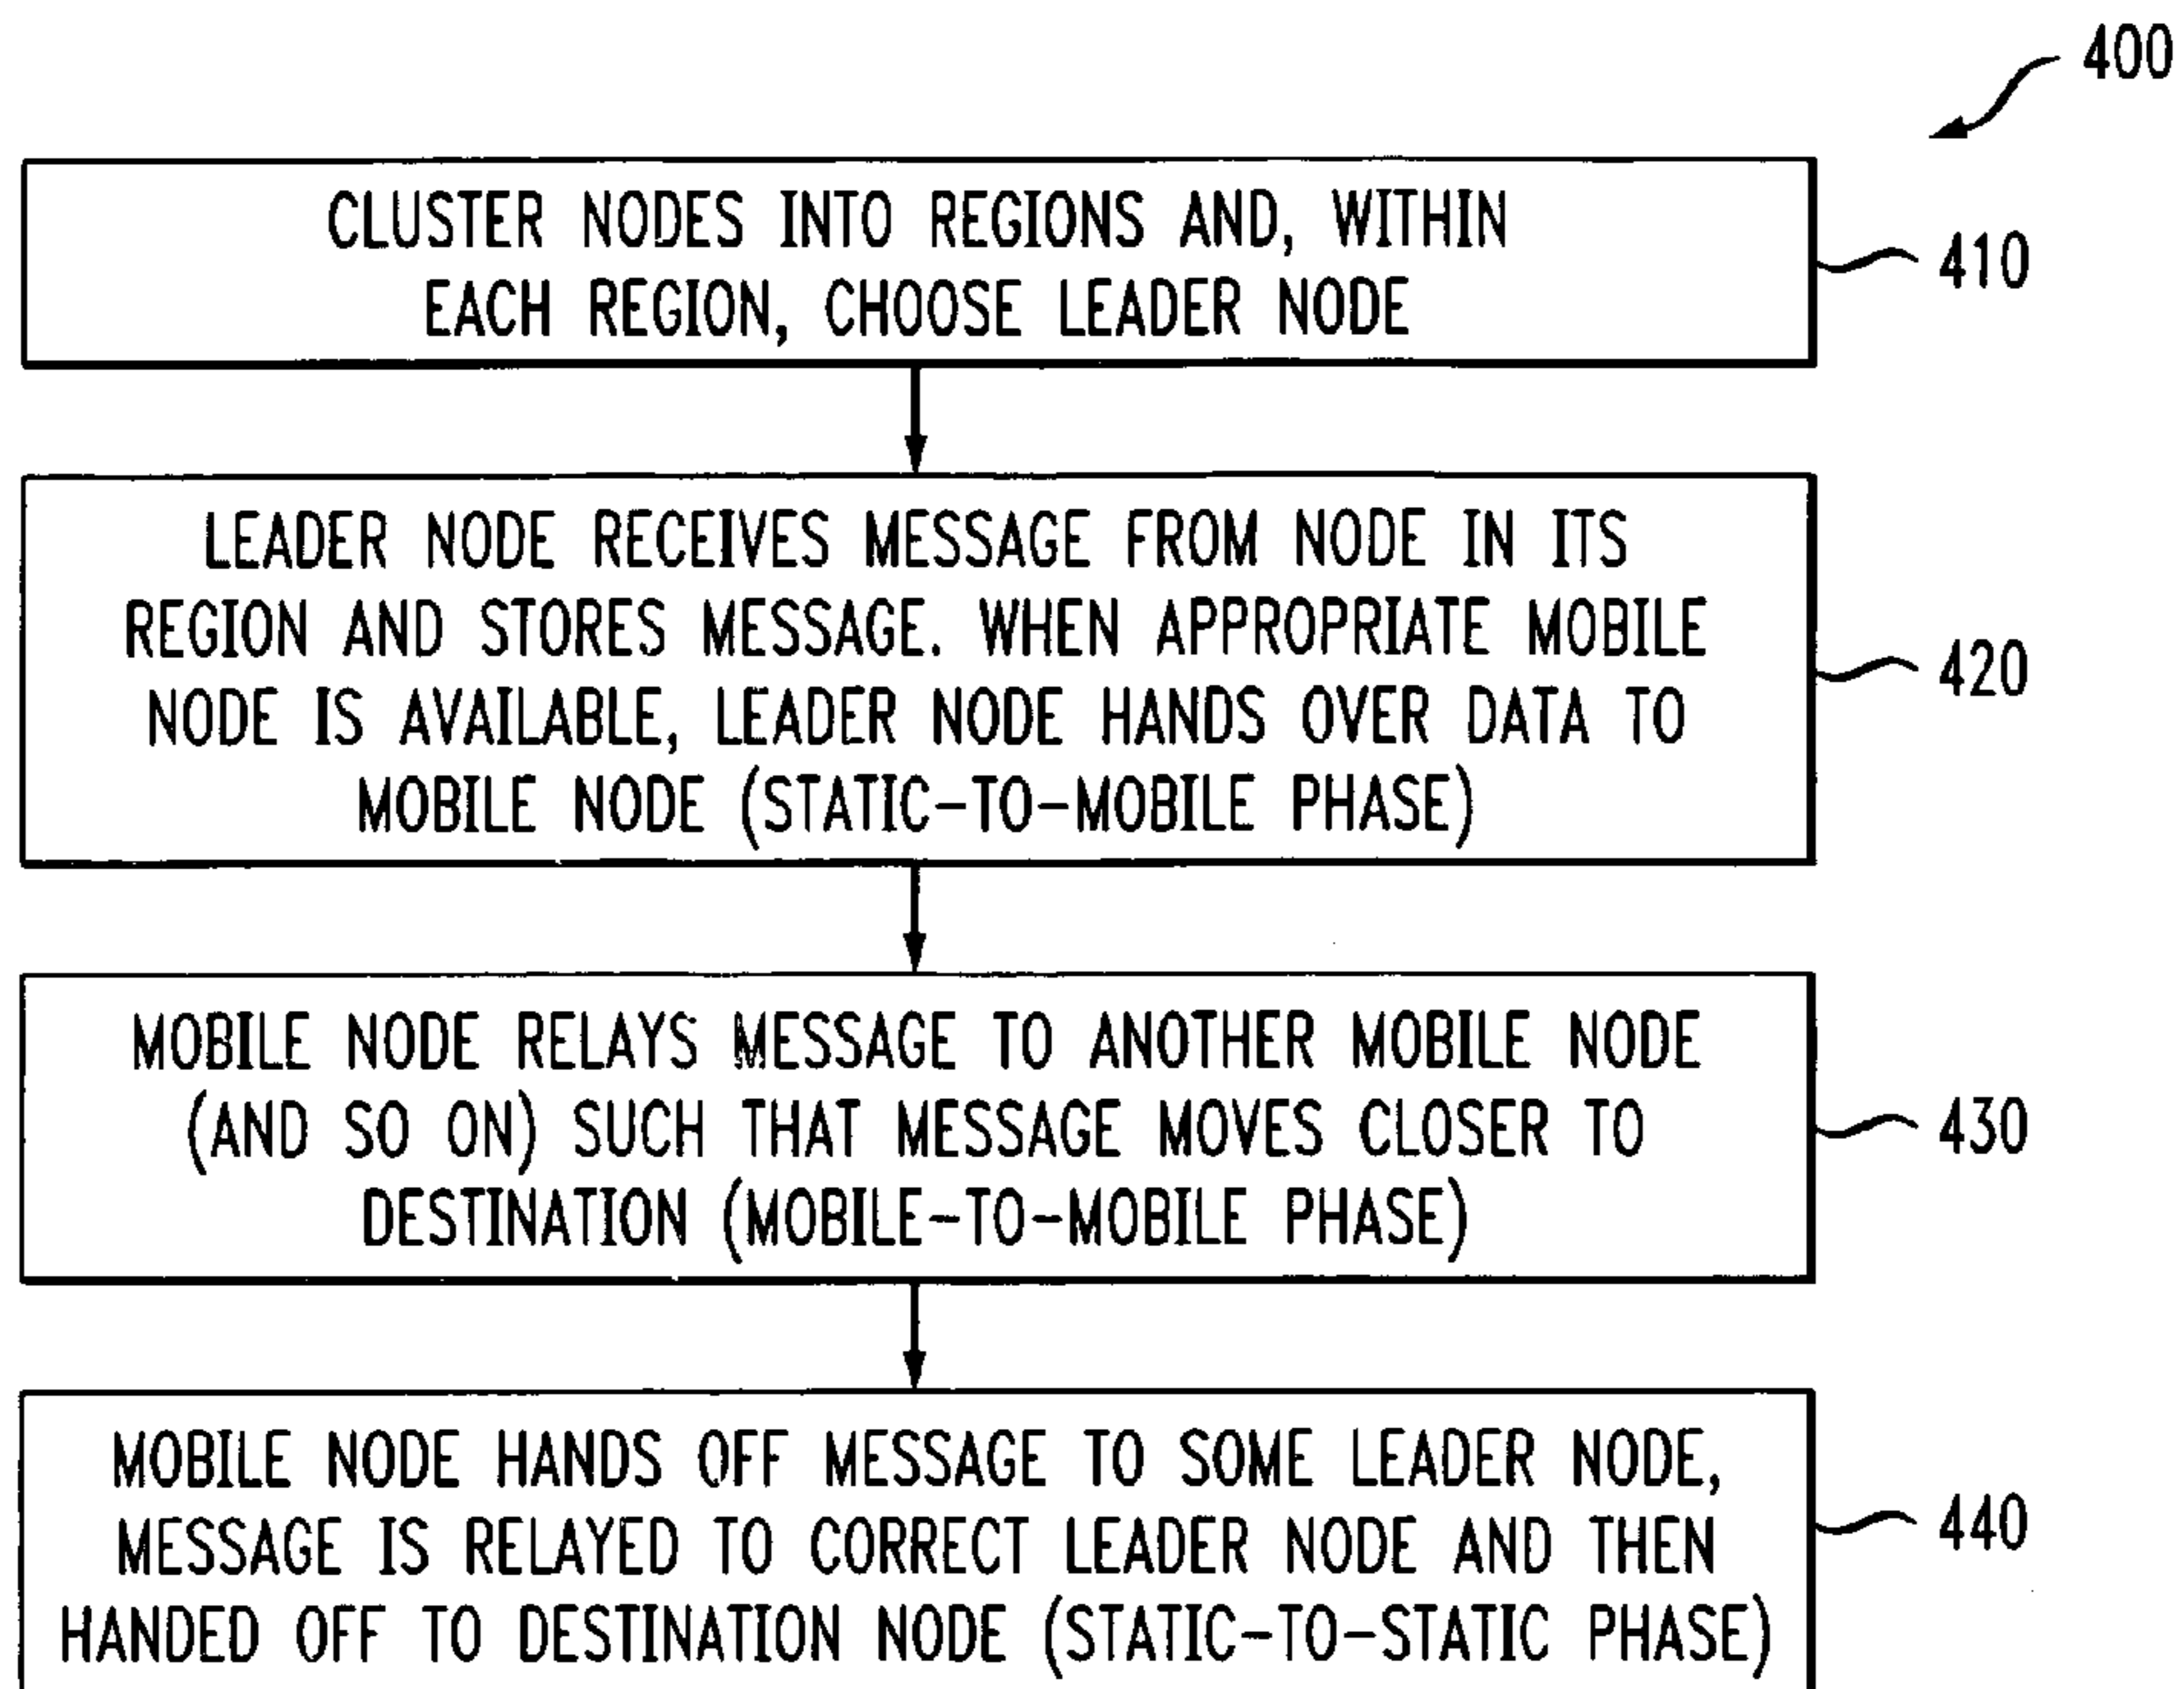 400
CLUSTER NODES INTO REGIONS AND, WITHIN
EACH REGION, CHOOSE LEADER NODE
410
LEADER NODE RECEIVES MESSAGE FROM NODE IN ITS
REGION AND STORES MESSAGE. WHEN APPROPRIATE MOBILE
NODE IS AVAILABLE, LEADER NODE HANDS OVER DATA TO
MOBILE NODE (STATIC-TO-MOBILE PHASE)
420
MOBILE NODE RELAYS MESSAGE TO ANOTHER MOBILE NODE
(AND SO ON) SUCH THAT MESSAGE MOVES CLOSER TO
DESTINATION (MOBILE-TO-MOBILE PHASE)
430
MOBILE NODE HANDS OFF MESSAGE TO SOME LEADER NODE,
MESSAGE IS RELAYED TO CORRECT LEADER NODE AND THEN
HANDED OFF TO DESTINATION NODE (STATIC-TO-STATIC PHASE)
440